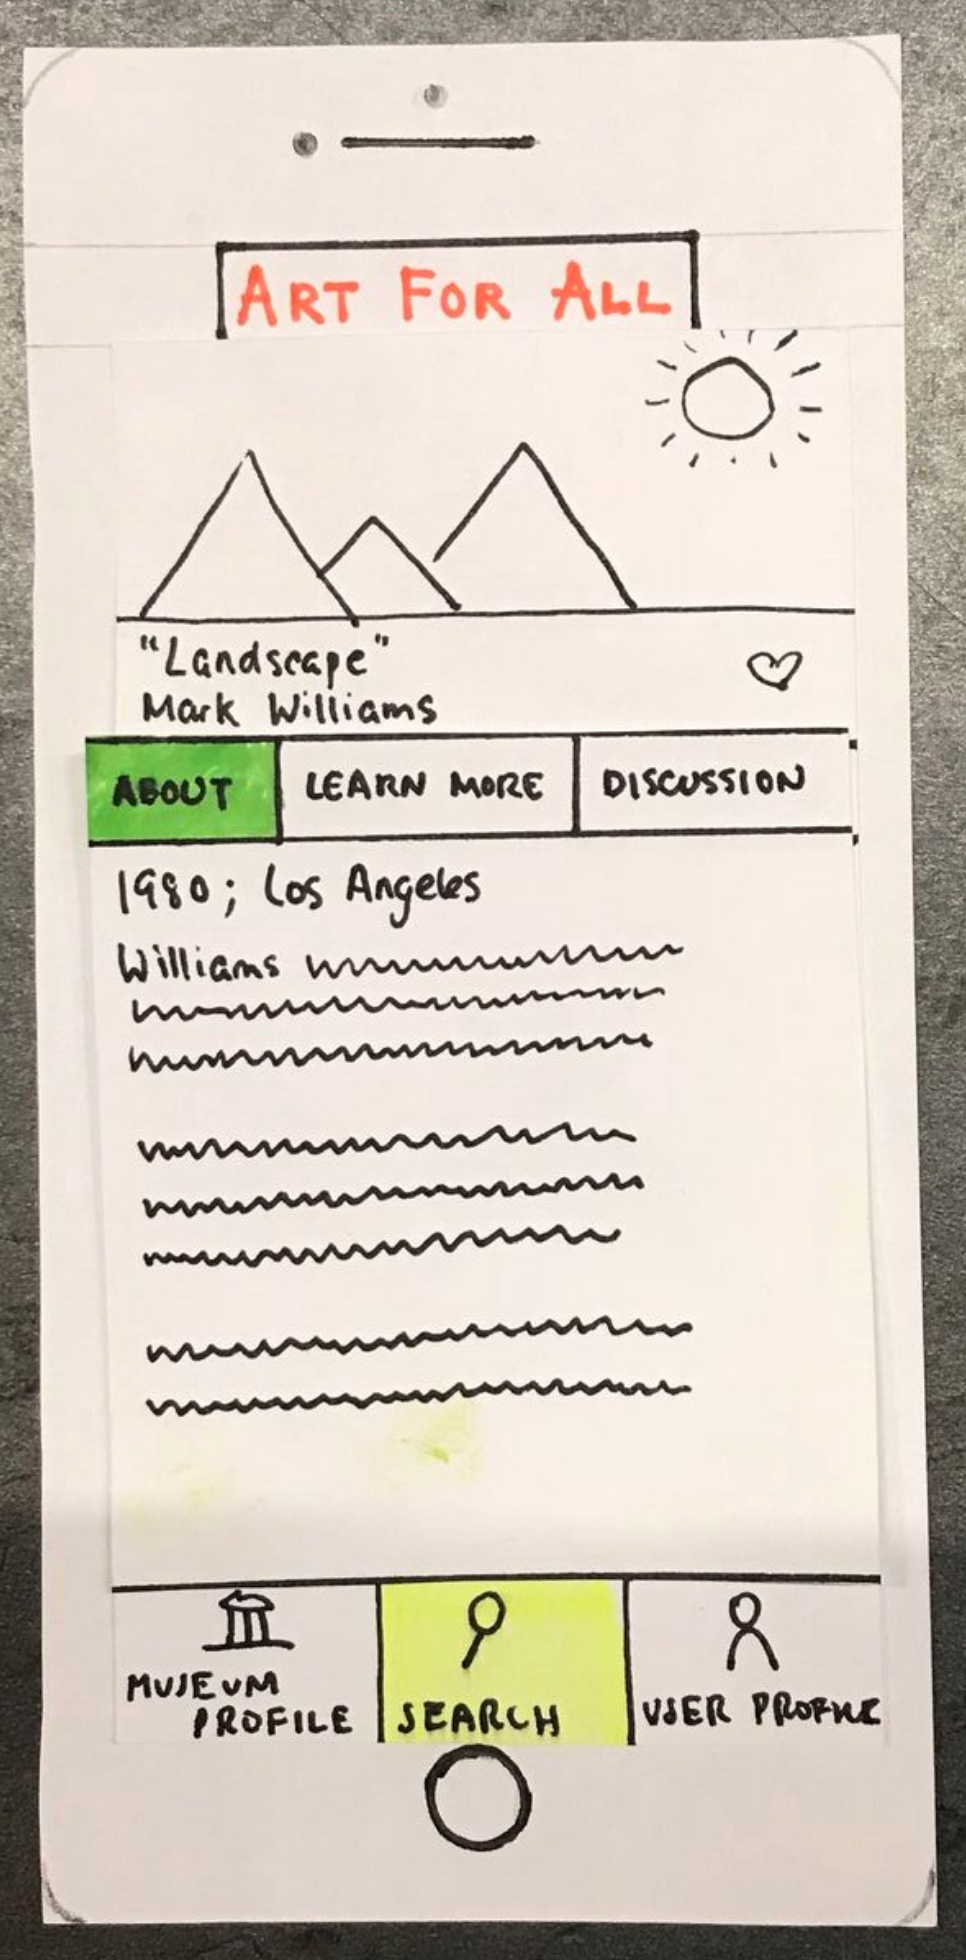 ART FOR ALL
"Landscape"
Mark Williams
ABOUT LEARN MORE DISCUSSION
1980; Los Angeles
Williams
MUSEUM
PROFILE
SEARCH
USER PROFILE